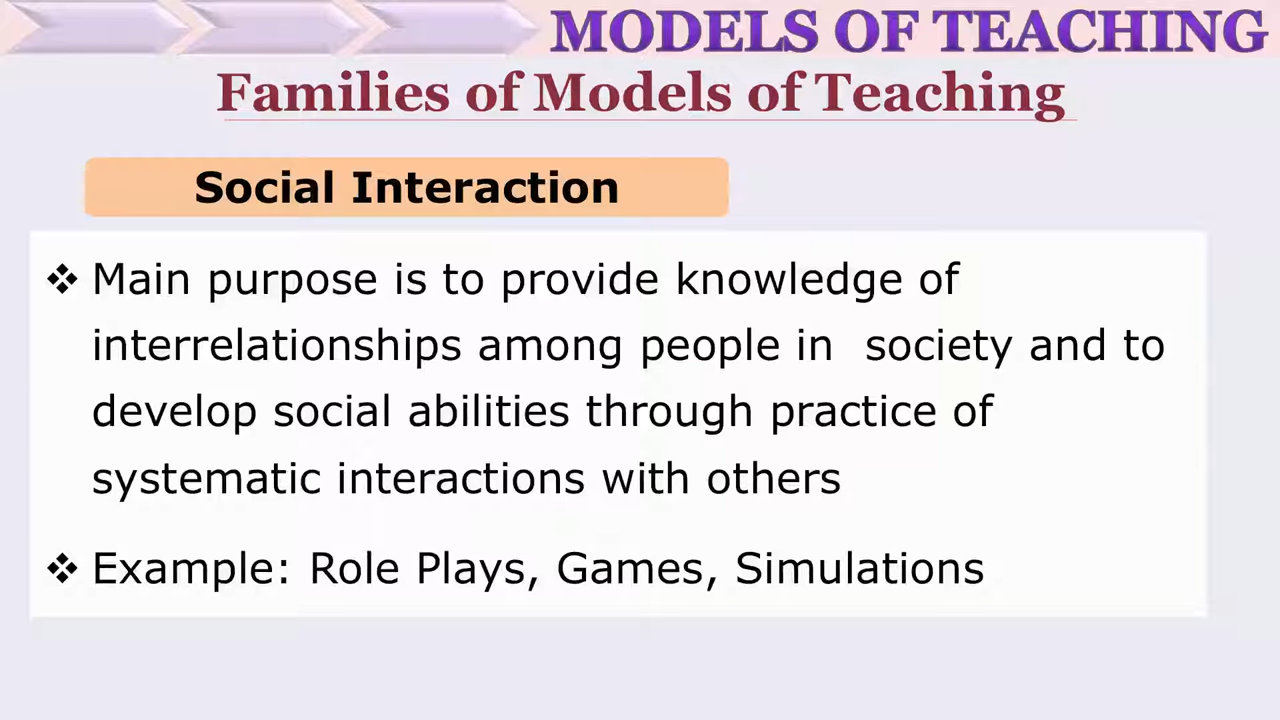 MODELS OF TEACHING
Families of Models of Teaching
Social Interaction
❖ Main purpose is to provide knowledge of
interrelationships among people in  society and to
develop social abilities through practice of
systematic interactions with others
❖ Example: Role Plays, Games, Simulations